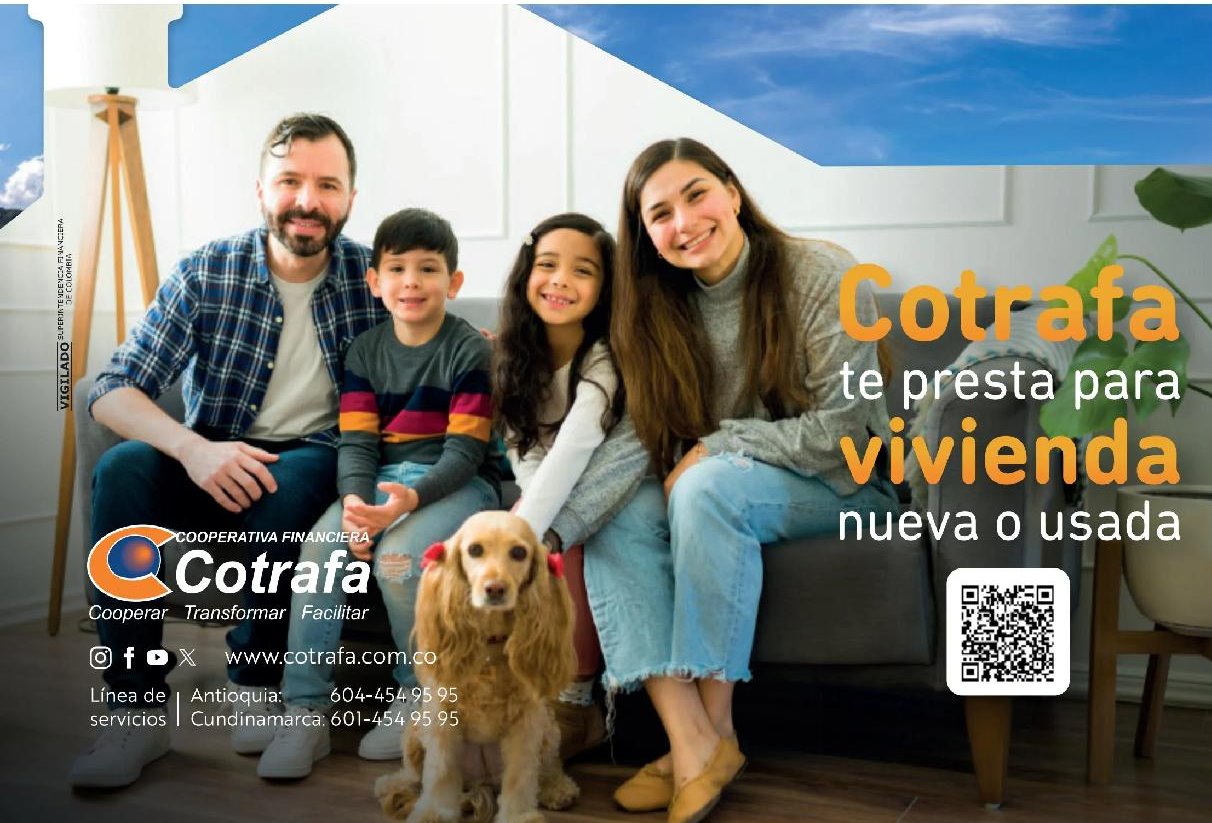 VIGILADO SUPERINTENDENCIA FINANCIERA
DE COLOMBIA
Cotrafa
te presta para
vivienda
nueva o usada
COOPERATIVA FINANCIERA
Cotrafa
Cooperar Transformar Facilitar
www.cotrafa.com.co
Línea de servicios
Antioquia: 604-454 95 95
Cundinamarca: 601-454 95 95